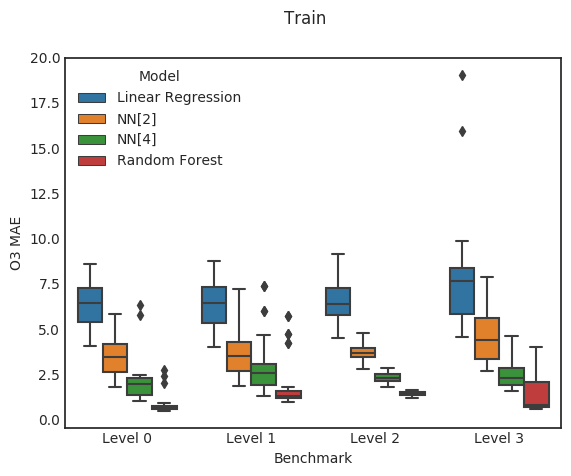 Train
20.0
17.5
15.0
12.5
10.0
7.5
5.0
2.5
0.0
O3 MAE
Model
Linear Regression
NN[2]
NN[4]
Random Forest
Level 0 Level 1 Level 2 Level 3
Benchmark